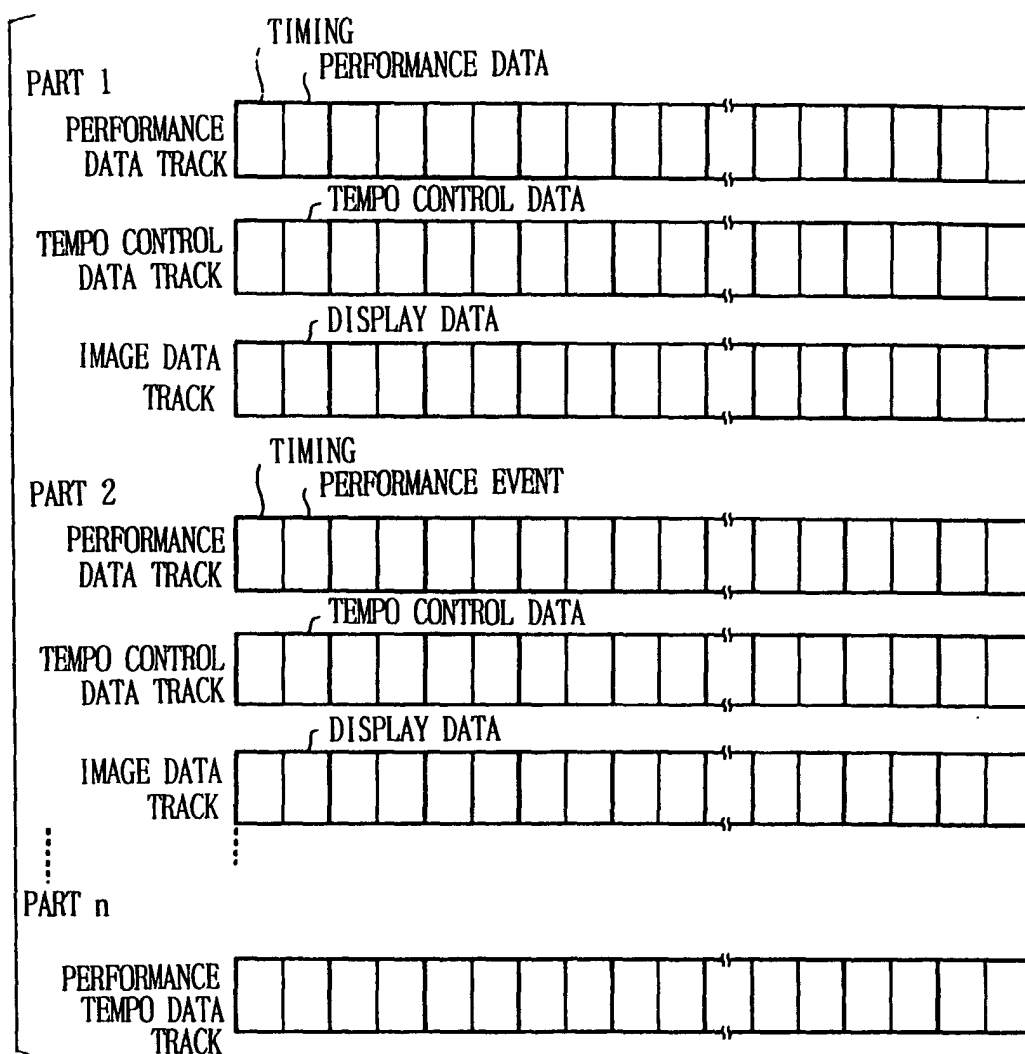 TIMING
PERFORMANCE DATA
PART 1
PERFORMANCE
DATA TRACK
TEMPO CONTROL DATA
TEMPO CONTROL
DATA TRACK
DISPLAY DATA
IMAGE DATA
TRACK
TIMING
PERFORMANCE EVENT
PART 2
PERFORMANCE
DATA TRACK
TEMPO CONTROL DATA
TEMPO CONTROL
DATA TRACK
DISPLAY DATA
IMAGE DATA
TRACK
PART n
PERFORMANCE
TEMPO DATA
TRACK